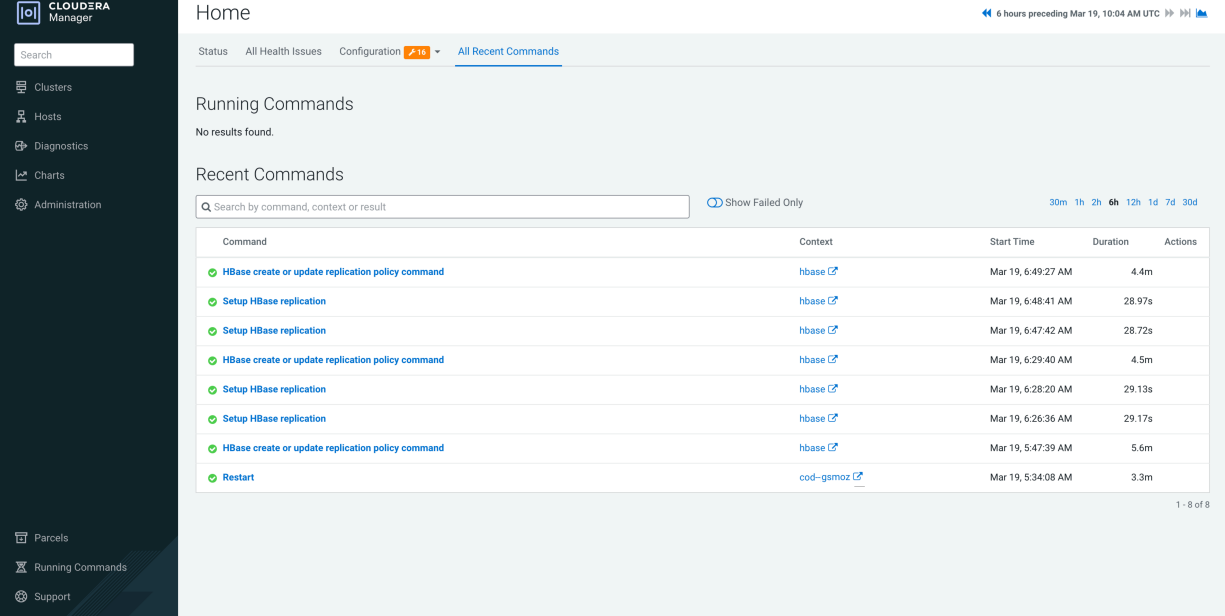 CLOUDERA
Manager
Search
Clusters
Hosts
Diagnostics
Charts
Administration
Parcels
Running Commands
Support
Home
6 hours preceding Mar 19, 10:04 AM UTC
Status All Health Issues Configuration 16 All Recent Commands
Running Commands
No results found.
Recent Commands
Search by command, context or result
Show Failed Only
30m 1h 2h 6h 12h 1d 7d 30d
Command Context Start Time Duration Actions
HBase create or update replication policy command hbase Mar 19, 6:49:27 AM 4.4m
Setup HBase replication hbase Mar 19, 6:48:41 AM 28.97s
Setup HBase replication hbase Mar 19, 6:47:42 AM 28.72s
HBase create or update replication policy command hbase Mar 19, 6:29:40 AM 4.5m
Setup HBase replication hbase Mar 19, 6:28:20 AM 29.13s
Setup HBase replication hbase Mar 19, 6:26:36 AM 29.17s
HBase create or update replication policy command hbase Mar 19, 5:47:39 AM 5.6m
Restart cod--gsmoz Mar 19, 5:34:08 AM 3.3m
1 - 8 of 8